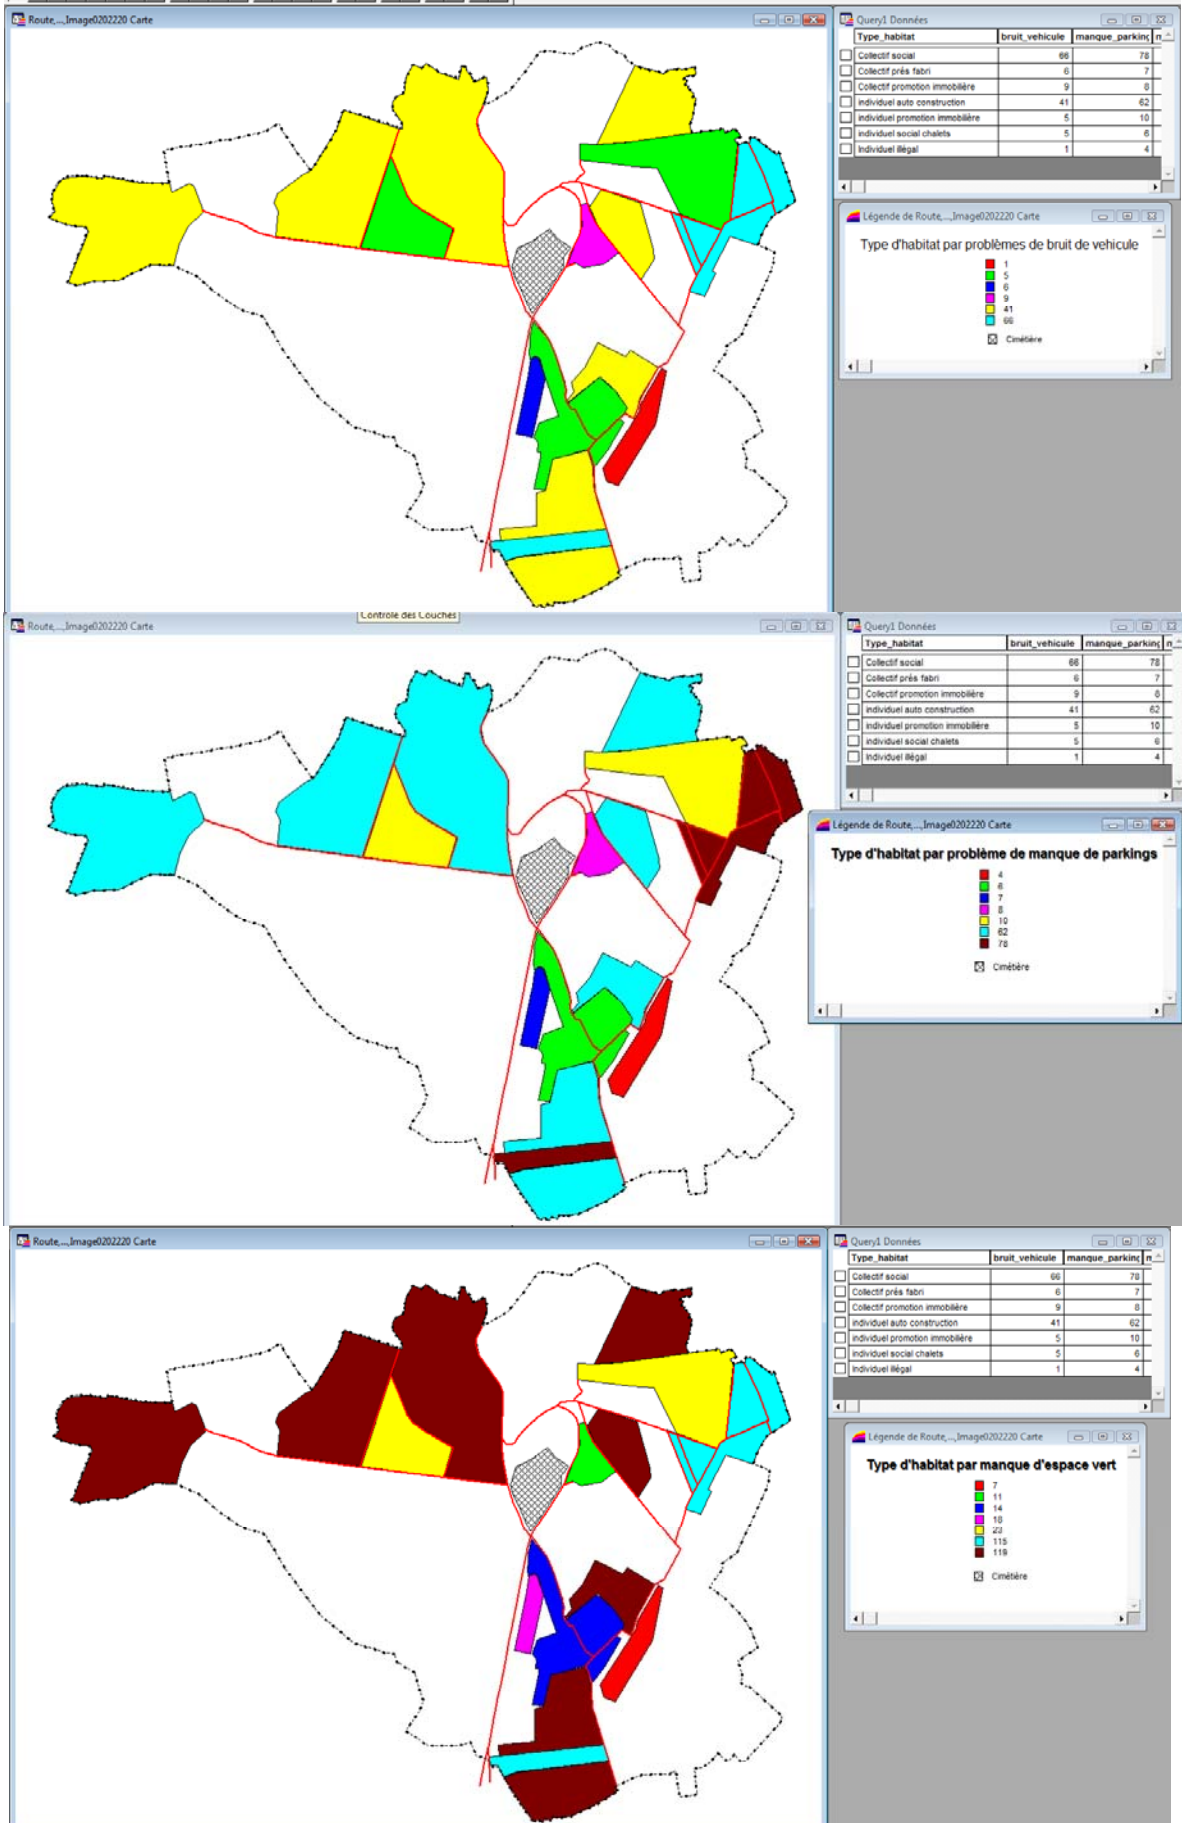 Route,...,Image0202220 Carte
Query1 Données
Type_habitat bruit_vehicule manque_parking
Collectif social 66 78
Collectif prés fabri 6 7
Collectif promotion immobilière 9 8
individuel auto construction 41 62
individuel promotion immobilière 5 10
individuel social chalets 5 6
Individuel illégal 1 4
Légende de Route,...,Image0202220 Carte
Type d'habitat par problèmes de bruit de vehicule
1
5
6
9
41
66
Cimétière
Controle des Couches
Route,...,Image0202220 Carte
Query1 Données
Type_habitat bruit_vehicule manque_parking
Collectif social 66 78
Collectif prés fabri 6 7
Collectif promotion immobilière 9 8
individuel auto construction 41 62
individuel promotion immobilière 5 10
individuel social chalets 5 6
Individuel illégal 1 4
Légende de Route,...,Image0202220 Carte
Type d'habitat par problème de manque de parkings
4
6
7
8
10
62
78
Cimétière
Route,...,Image0202220 Carte
Query1 Données
Type_habitat bruit_vehicule manque_parking
Collectif social 66 78
Collectif prés fabri 6 7
Collectif promotion immobilière 9 8
individuel auto construction 41 62
individuel promotion immobilière 5 10
individuel social chalets 5 6
Individuel illégal 1 4
Légende de Route,...,Image0202220 Carte
Type d'habitat par manque d'espace vert
7
11
14
18
23
115
119
Cimétière